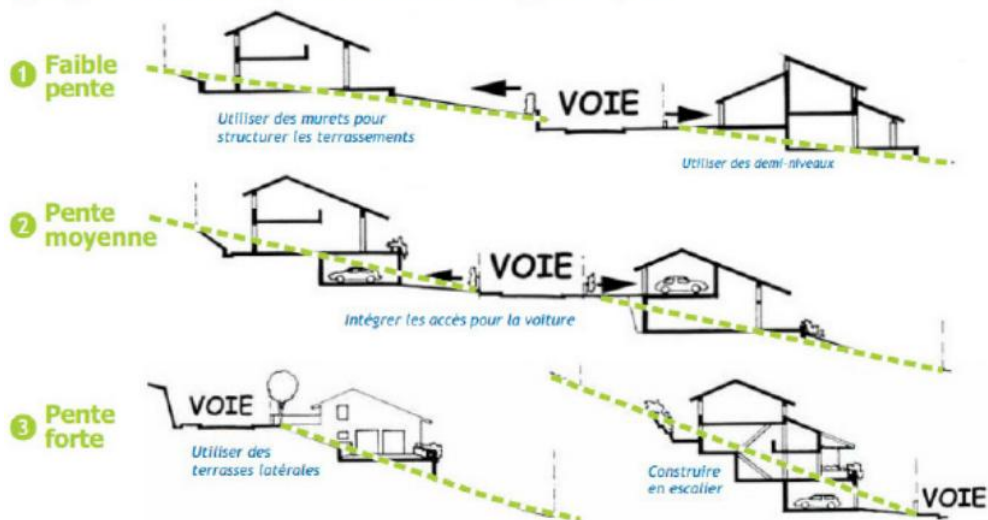 1 Faible
pente
VOIE
Utiliser des murets pour
structurer les terrassements
Utiliser des demi-niveaux
2 Pente
moyenne
VOIE
Intégrer les accès pour la voiture
3 Pente
forte
VOIE
Utiliser des
terrasses latérales
Construire
en escalier
VOIE